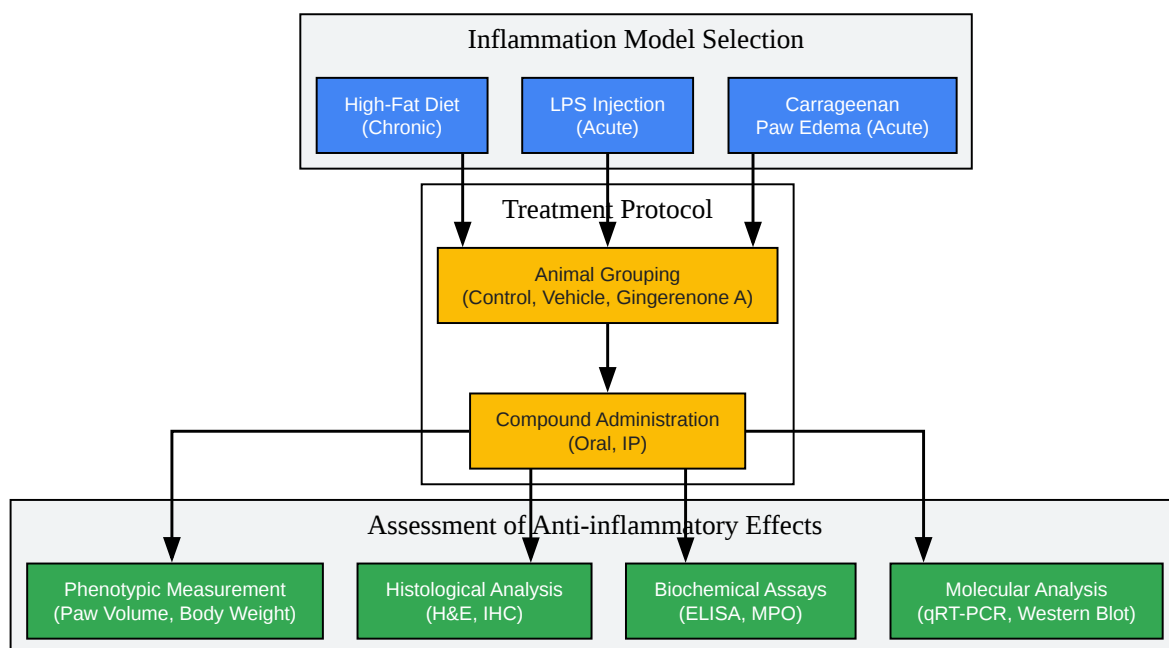 Inflammation Model Selection
High-Fat Diet
(Chronic)
LPS Injection
(Acute)
Carrageenan
Paw Edema (Acute)
Treatment Protocol
Animal Grouping
(Control, Vehicle, Gingerenone A)
Compound Administration
(Oral, IP)
Assessment of Anti-inflammatory Effects
Phenotypic Measurement
(Paw Volume, Body Weight)
Histological Analysis
(H&E, IHC)
Biochemical Assays
(ELISA, MPO)
Molecular Analysis
(qRT-PCR, Western Blot)